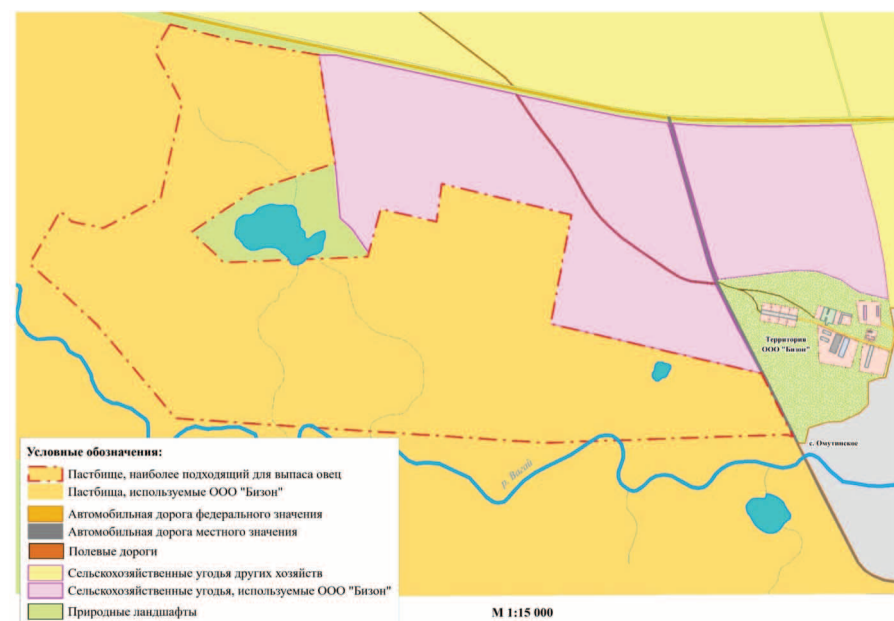 Территория
ООО "Бизон"
с. Омутинское
р. Вагай
Условные обозначения:
Пастбище, наиболее подходящий для выпаса овец
Пастбища, используемые ООО "Бизон"
Автомобильная дорога федерального значения
Автомобильная дорога местного значения
Полевые дороги
Сельскохозяйственные угодья других хозяйств
Сельскохозяйственные угодья, используемые ООО "Бизон"
Природные ландшафты
М 1:15 000